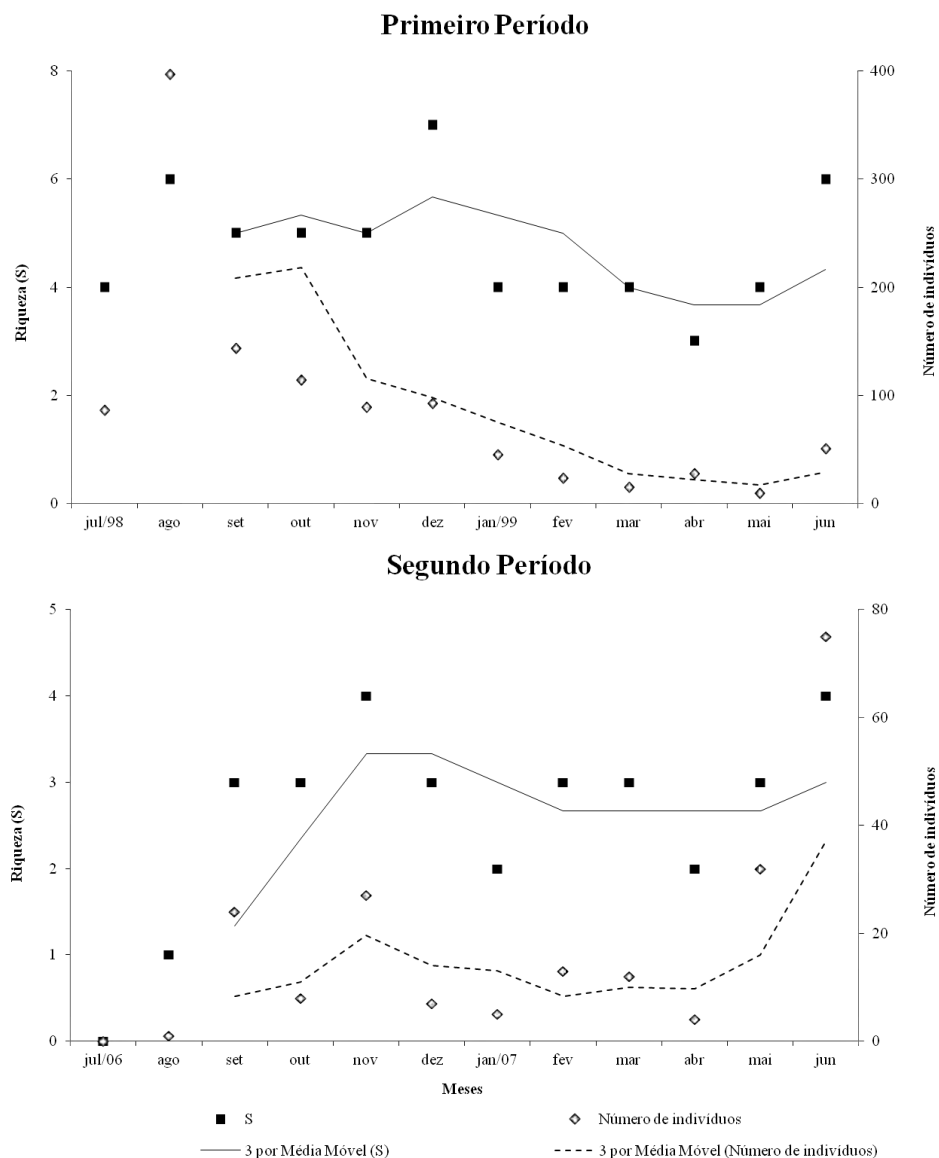 Primeiro Período
8
6
4
2
0
Riqueza (S)
400
300
200
100
0
Número de indivíduos
jul/98 ago set out nov dez jan/99 fev mar abr mai jun
Segundo Período
5
4
3
2
1
0
Riqueza (S)
80
60
40
20
0
Número de indivíduos
jul/06 ago set out nov dez jan/07 fev mar abr mai jun
Meses
S
Número de indivíduos
3 por Média Móvel (S)
3 por Média Móvel (Número de indivíduos)